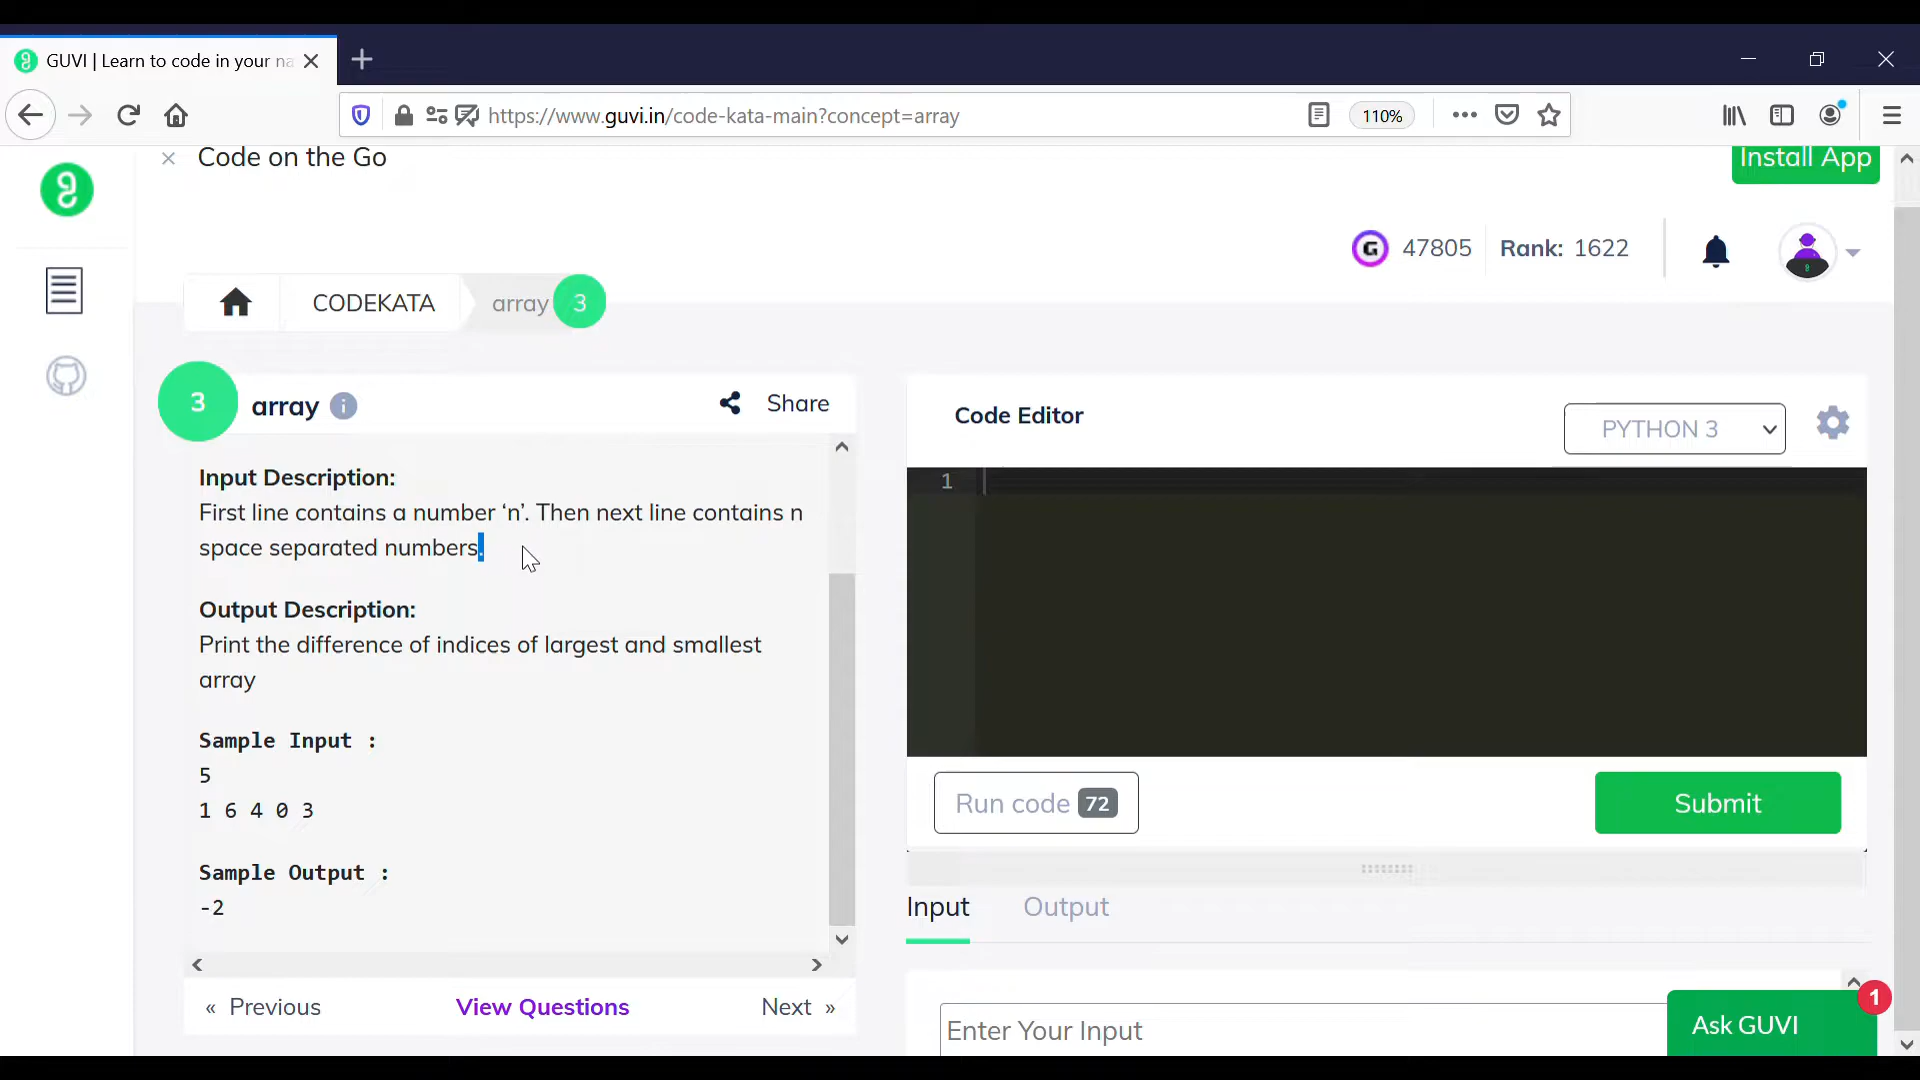 GUVI | Learn to code in your na
https://www.guvi.in/code-kata-main?concept=array
110%
Code on the Go
Install App
G 47805 Rank: 1622
CODEKATA array 3
3 array Share
Input Description:
First line contains a number ‘n’. Then next line contains n
space separated numbers.
Output Description:
Print the difference of indices of largest and smallest
array
Sample Input :
5
1 6 4 0 3
Sample Output :
-2
« Previous View Questions Next »
Code Editor
PYTHON 3
1
Run code 72
Submit
Input Output
Enter Your Input
Ask GUVI
1